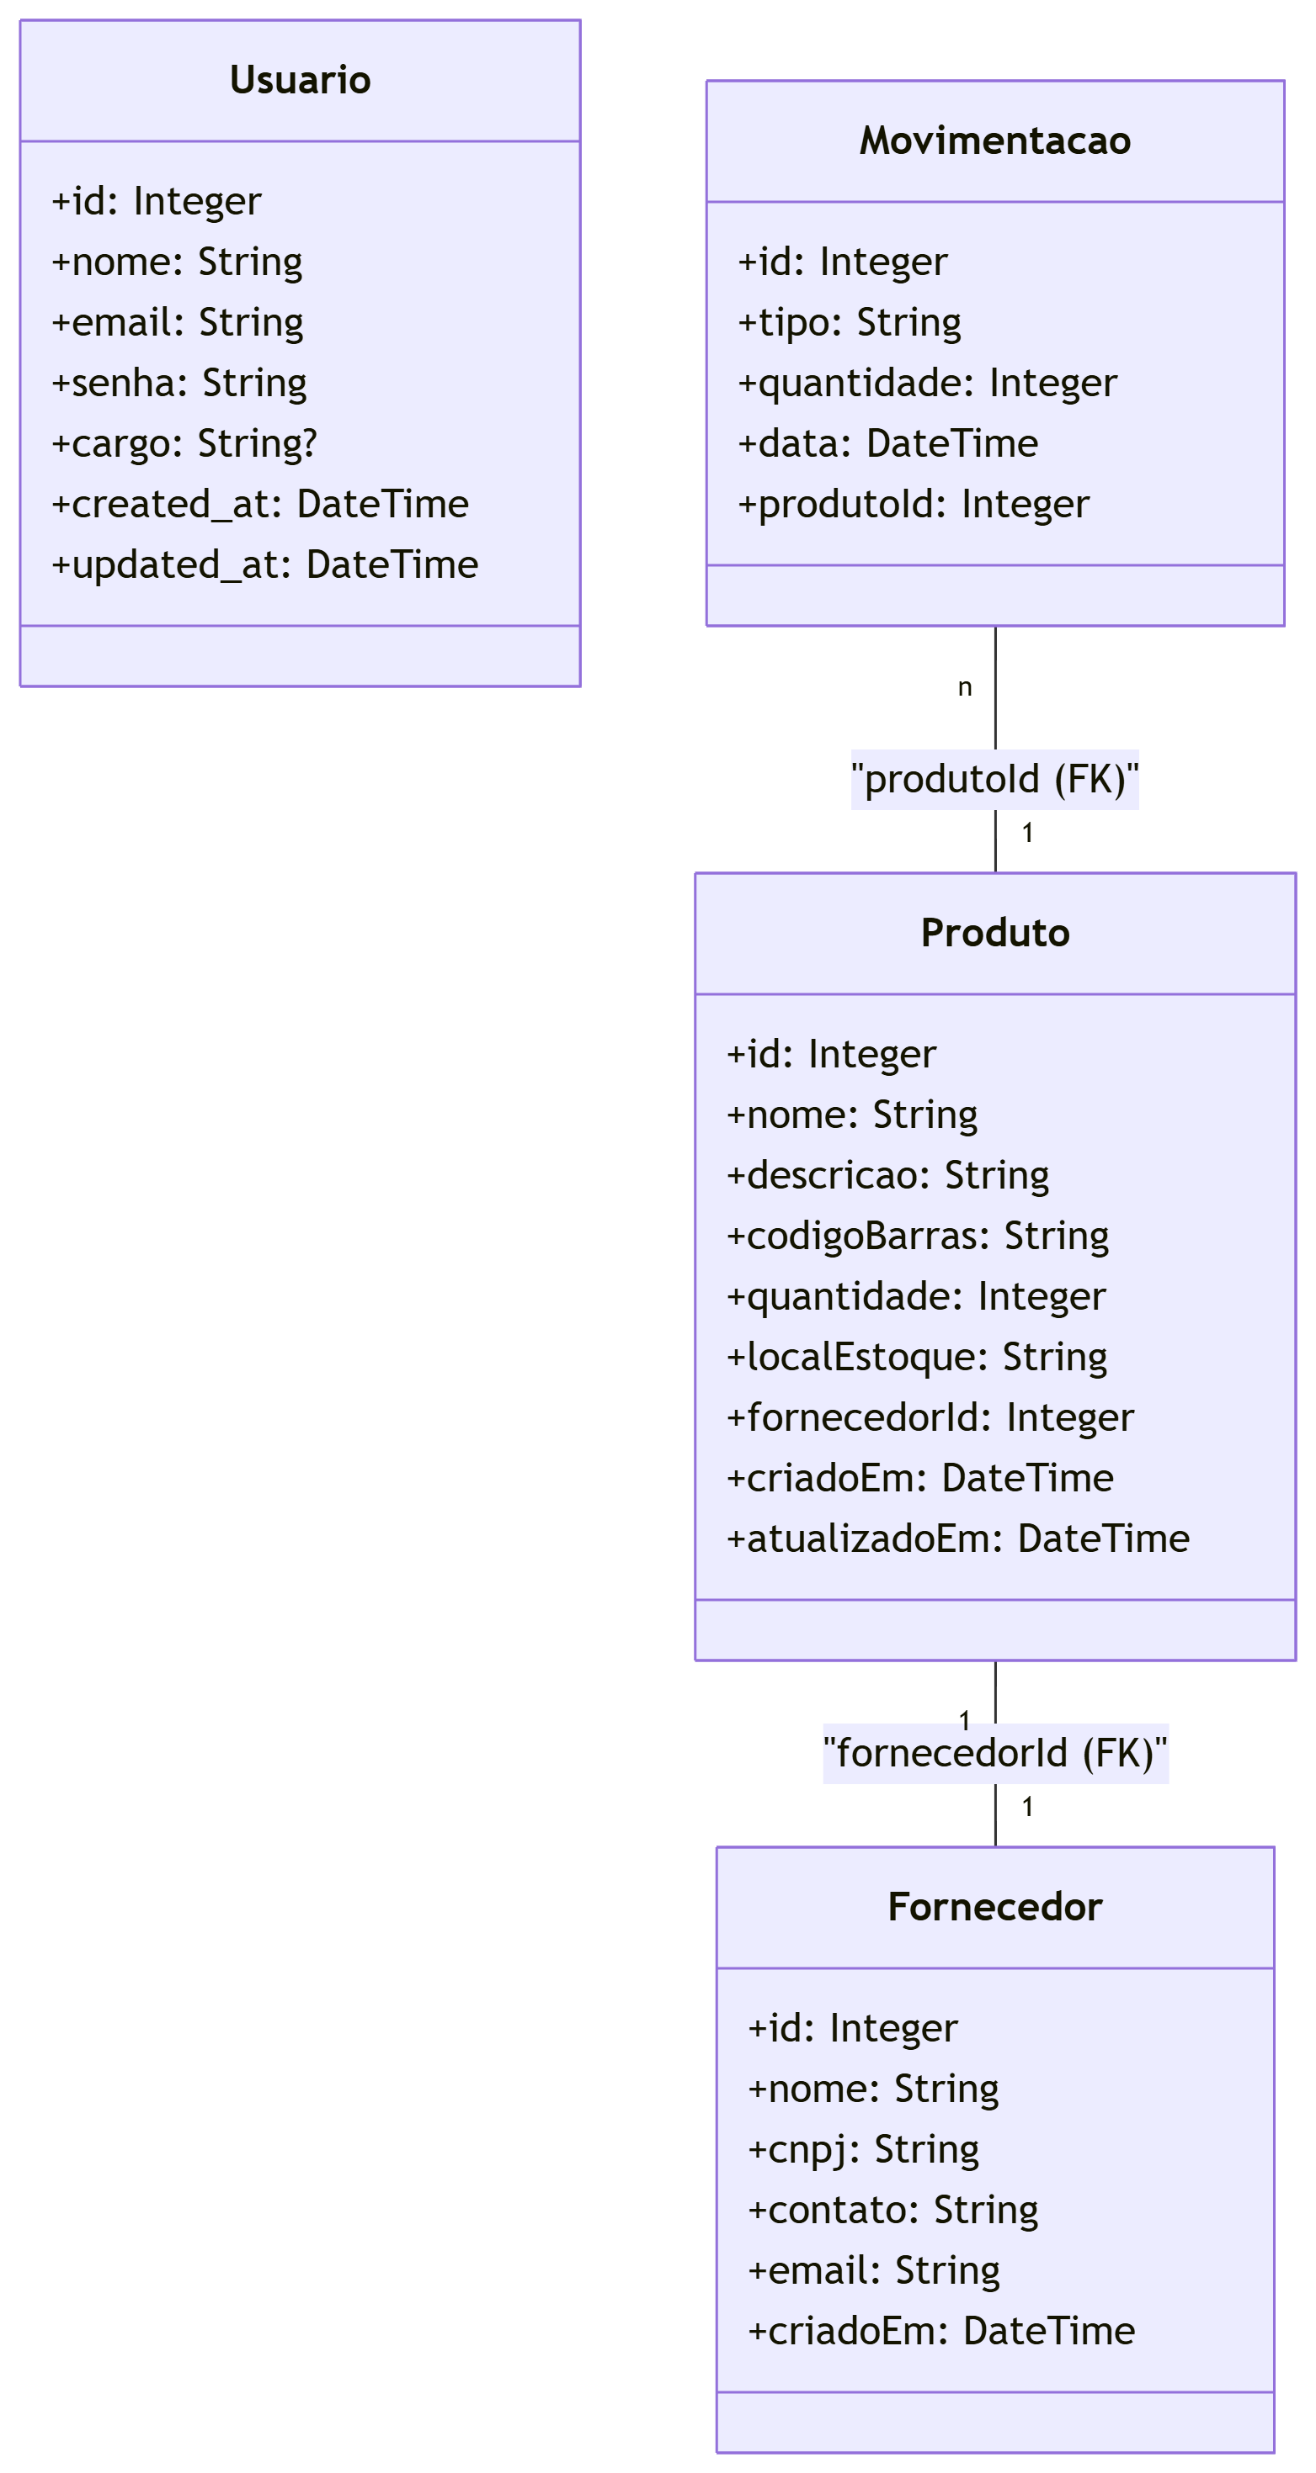 Usuario
+id: Integer
+nome: String
+email: String
+senha: String
+cargo: String?
+created_at: DateTime
+updated_at: DateTime
Movimentacao
+id: Integer
+tipo: String
+quantidade: Integer
+data: DateTime
+produtoId: Integer
n
"produtoId (FK)"
1
Produto
+id: Integer
+nome: String
+descricao: String
+codigoBarras: String
+quantidade: Integer
+localEstoque: String
+fornecedorId: Integer
+criadoEm: DateTime
+atualizadoEm: DateTime
1
"fornecedorId (FK)"
1
Fornecedor
+id: Integer
+nome: String
+cnpj: String
+contato: String
+email: String
+criadoEm: DateTime